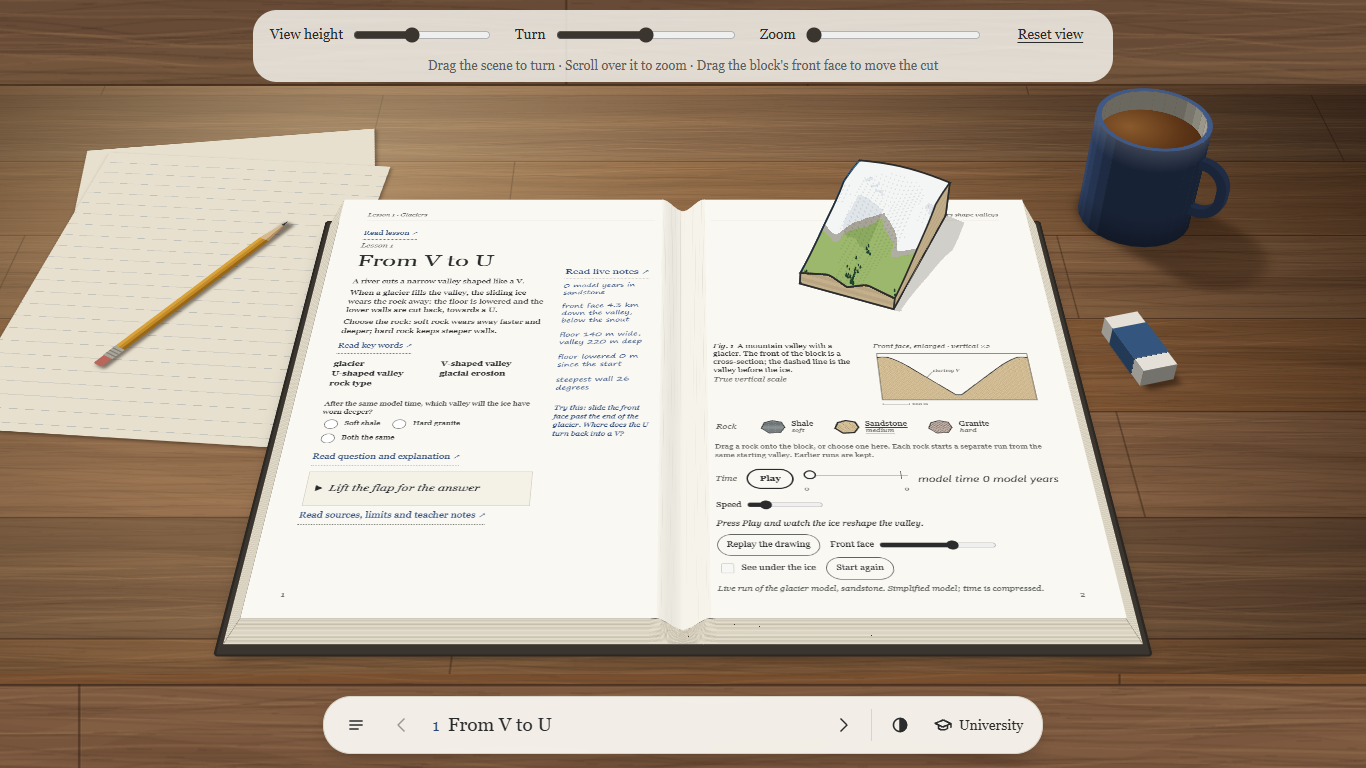 View height
Turn
Zoom
Reset view
Drag the scene to turn · Scroll over it to zoom · Drag the block's front face to move the cut
Lesson 1 · Glaciers
Read lesson ↗
Lesson 1
From V to U
A river cuts a narrow valley shaped like a V.
When a glacier fills the valley, the sliding ice
wears the rock away: the floor is lowered and the
lower walls are cut back, towards a U.
Choose the rock: soft rock wears away faster and
deeper; hard rock keeps steeper walls.
Read key words ↗
glacier
V-shaped valley
U-shaped valley
glacial erosion
rock type
After the same model time, which valley will the ice have
worn deeper?
Soft shale
Hard granite
Both the same
Read question and explanation ↗
► Lift the flap for the answer
Read sources, limits and teacher notes ↗
1
Read live notes ↗
0 model years in
sandstone
front face 4.3 km
down the valley,
below the snout
floor 140 m wide,
valley 220 m deep
floor lowered 0 m
since the start
steepest wall 26
degrees
Try this: slide the front
face past the end of the
glacier. Where does the U
turn back into a V?
shape valleys
Fig. 1 A mountain valley with a
glacier. The front of the block is a
cross-section; the dashed line is the
valley before the ice.
True vertical scale
Front face, enlarged · vertical ×2
starting V
Rock
Shale
soft
Sandstone
medium
Granite
hard
Drag a rock onto the block, or choose one here. Each rock starts a separate run from the
same starting valley. Earlier runs are kept.
Time
Play
0
0
model time 0 model years
Speed
Press Play and watch the ice reshape the valley.
Replay the drawing
Front face
See under the ice
Start again
Live run of the glacier model, sandstone. Simplified model; time is compressed.
2
1 From V to U
University